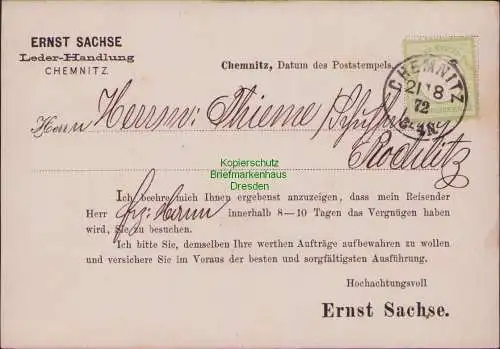 ERNST SACHSE
Leder-Handlung
CHEMNITZ.
Chemnitz, Datum des Poststempels.
CHEMNITZ
21 8
72
Herrn Herrn Thieme,
Rochlitz
Kopierschutz
Briefmarkenhaus
Dresden
Ich beehre mich Ihnen ergebenst anzuzeigen, dass mein Reisender
Herr innerhalb 8—10 Tagen das Vergnügen haben
wird, Sie zu besuchen.
Ich bitte Sie, demselben Ihre werthen Aufträge aufbewahren zu wollen
und versichere Sie im Voraus der besten und sorgfältigsten Ausführung.
Hochachtungsvoll
Ernst Sachse.